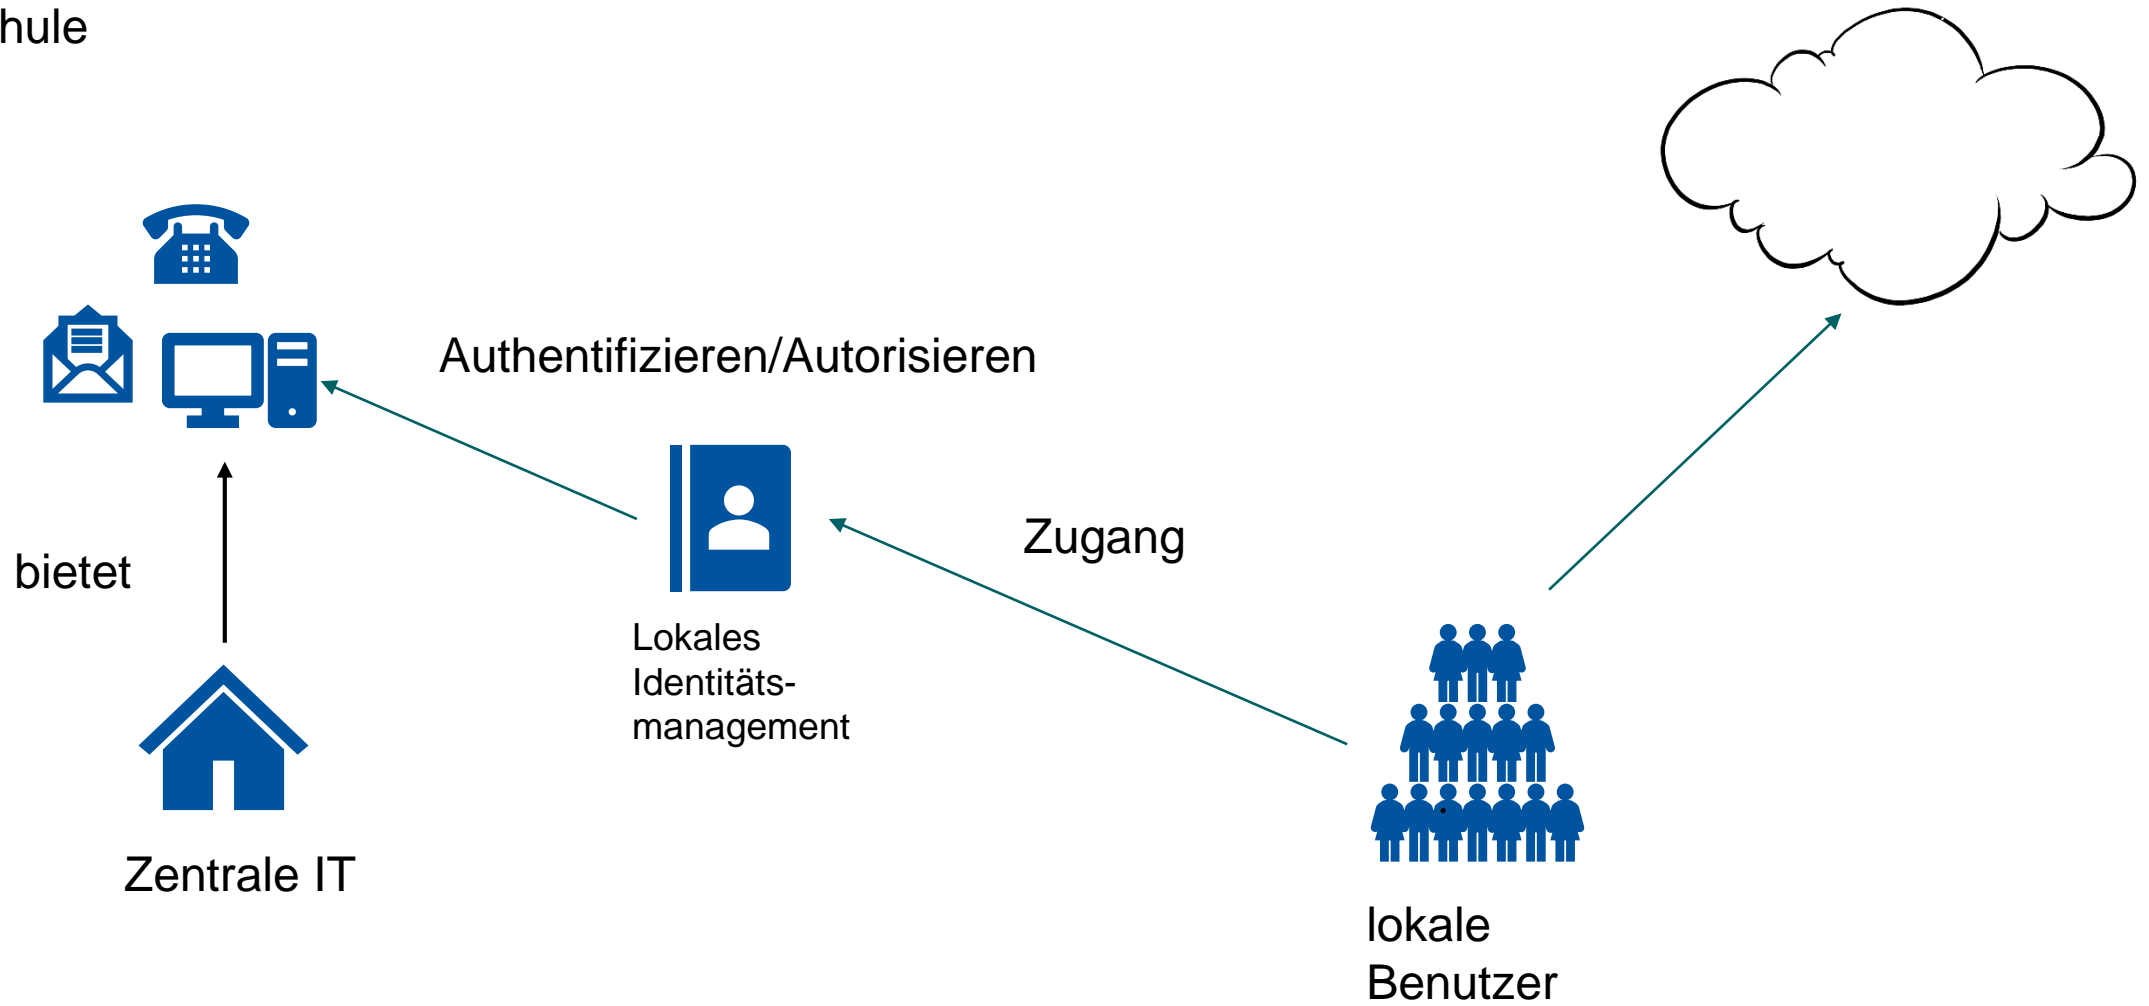 hule
Authentifizieren/Autorisieren
Zugang
bietet
Lokales
Identitäts-
management
Zentrale IT
lokale
Benutzer